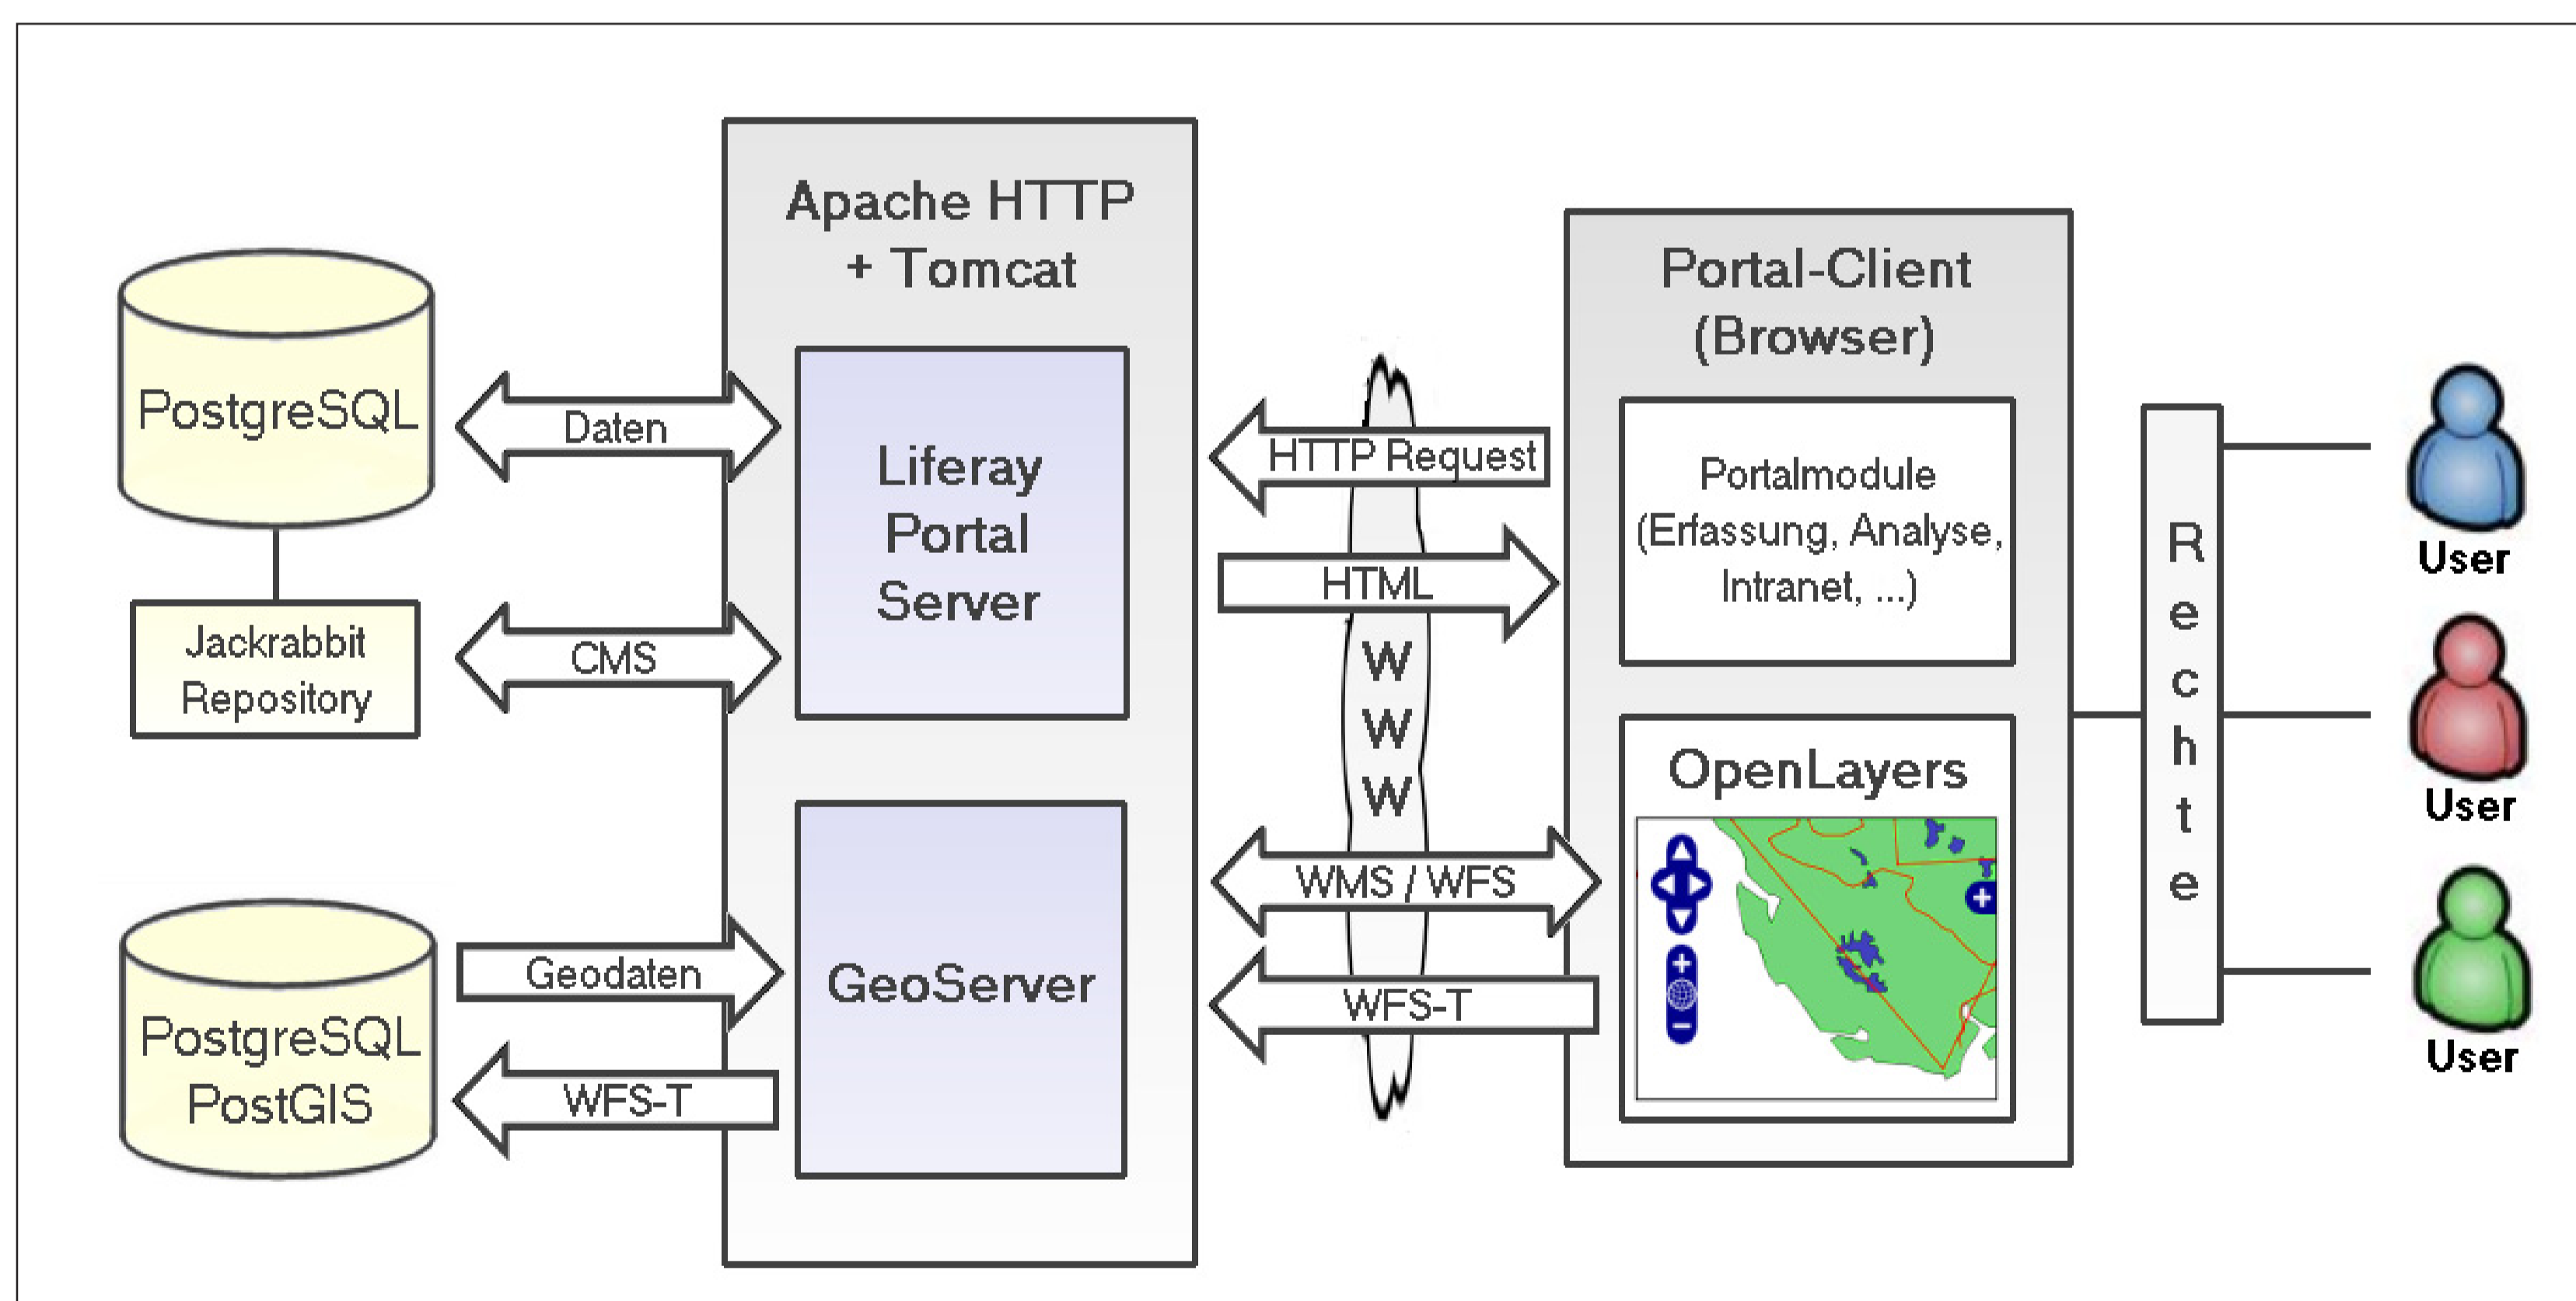 PostgreSQL
Jackrabbit
Repository
PostgreSQL
PostGIS
Daten
CMS
Geodaten
WFS-T
Apache HTTP
+ Tomcat
Liferay
Portal
Server
GeoServer
HTTP Request
HTML
W
W
W
WMS / WFS
WFS-T
Portal-Client
(Browser)
Portalmodule
(Erfassung, Analyse,
Intranet, ...)
OpenLayers
R
e
c
h
t
e
User
User
User